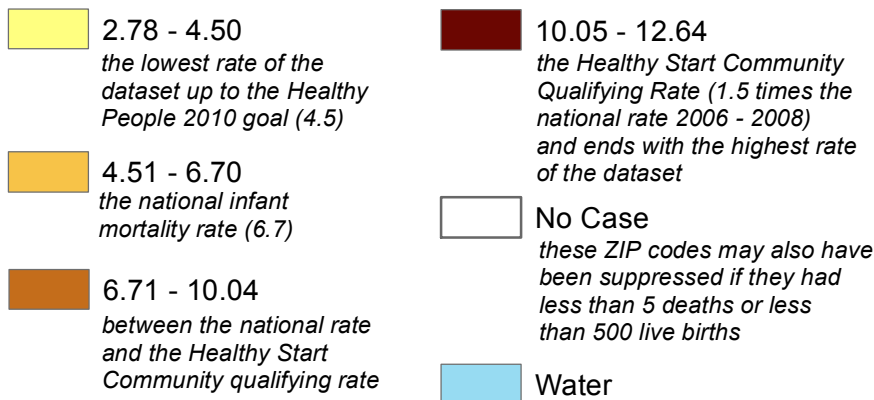 2.78 - 4.50
the lowest rate of the
dataset up to the Healthy
People 2010 goal (4.5)
4.51 - 6.70
the national infant
mortality rate (6.7)
6.71 - 10.04
between the national rate
and the Healthy Start
Community qualifying rate
10.05 - 12.64
the Healthy Start Community
Qualifying Rate (1.5 times the
national rate 2006 - 2008)
and ends with the highest rate
of the dataset
No Case
these ZIP codes may also have
been suppressed if they had
less than 5 deaths or less
than 500 live births
Water